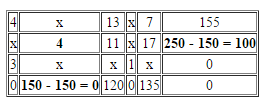 4 x 13 x 7 155
x 4 11 x 17 250 - 150 = 100
3 x x 1 x 0
0 150 - 150 = 0 120 0 135 0